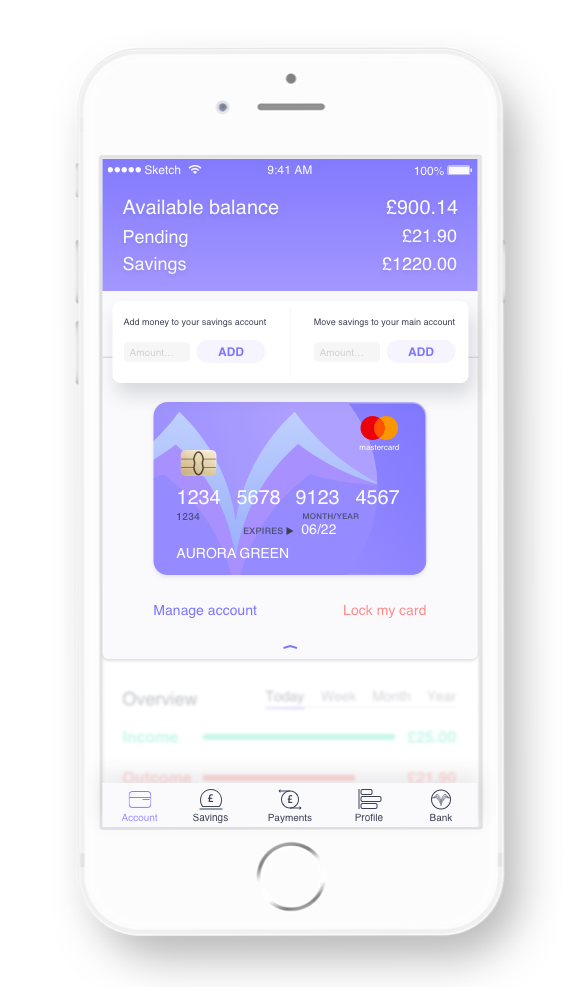 Sketch 9:41 AM 100%
Available balance £900.14
Pending £21.90
Savings £1220.00
Add money to your savings account Move savings to your main account
Amount... ADD Amount... ADD
mastercard
1234 5678 9123 4567
1234 MONTH/YEAR
EXPIRES ▶ 06/22
AURORA GREEN
Manage account Lock my card
Overview Today Week Month Year
Income £25.00
Outcome £21.90
£ £
Account Savings Payments Profile Bank